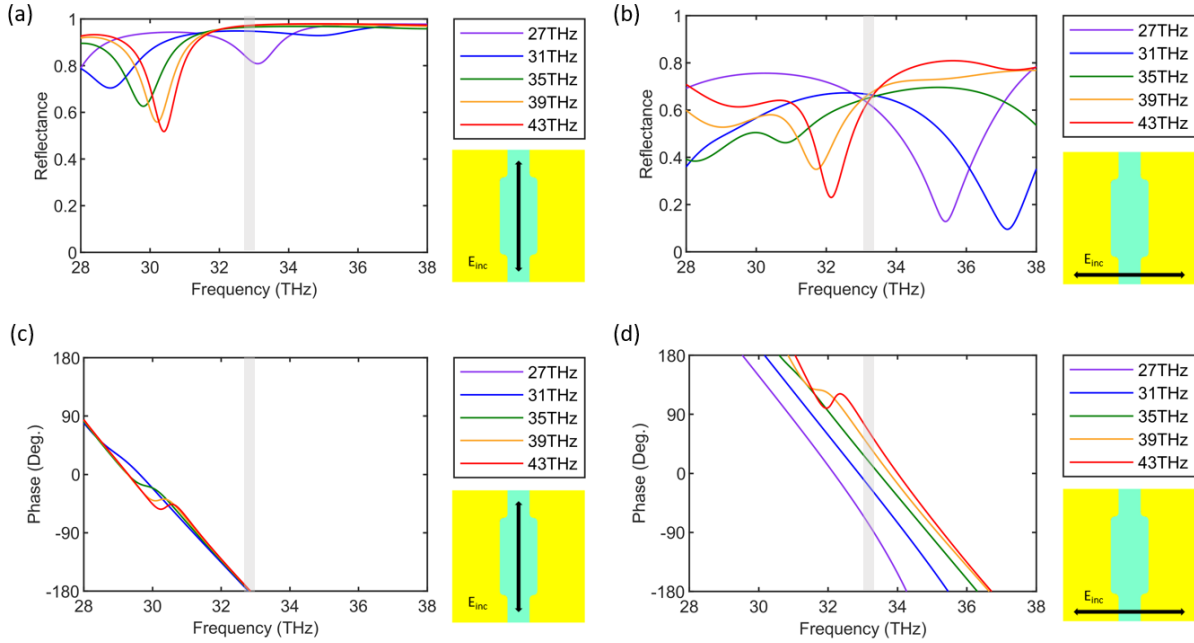 (a)
1
0.8
0.6
0.4
0.2
0
Reflectance
28 30 32 34 36 38
Frequency (THz)
27THz
31THz
35THz
39THz
43THz
Einc
(b)
1
0.8
0.6
0.4
0.2
0
Reflectance
28 30 32 34 36 38
Frequency (THz)
27THz
31THz
35THz
39THz
43THz
Einc
(c)
180
90
0
-90
-180
Phase (Deg.)
28 30 32 34 36 38
Frequency (THz)
27THz
31THz
35THz
39THz
43THz
Einc
(d)
180
90
0
-90
-180
Phase (Deg.)
28 30 32 34 36 38
Frequency (THz)
27THz
31THz
35THz
39THz
43THz
Einc